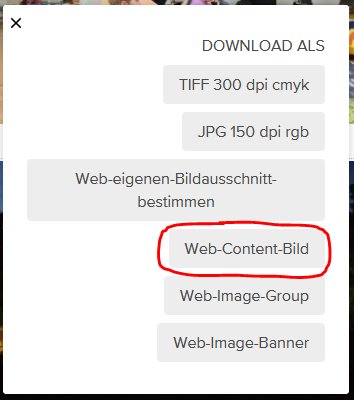 ×
DOWNLOAD ALS
TIFF 300 dpi cmyk
JPG 150 dpi rgb
Web-eigenen-Bildausschnitt-
bestimmen
Web-Content-Bild
Web-Image-Group
Web-Image-Banner